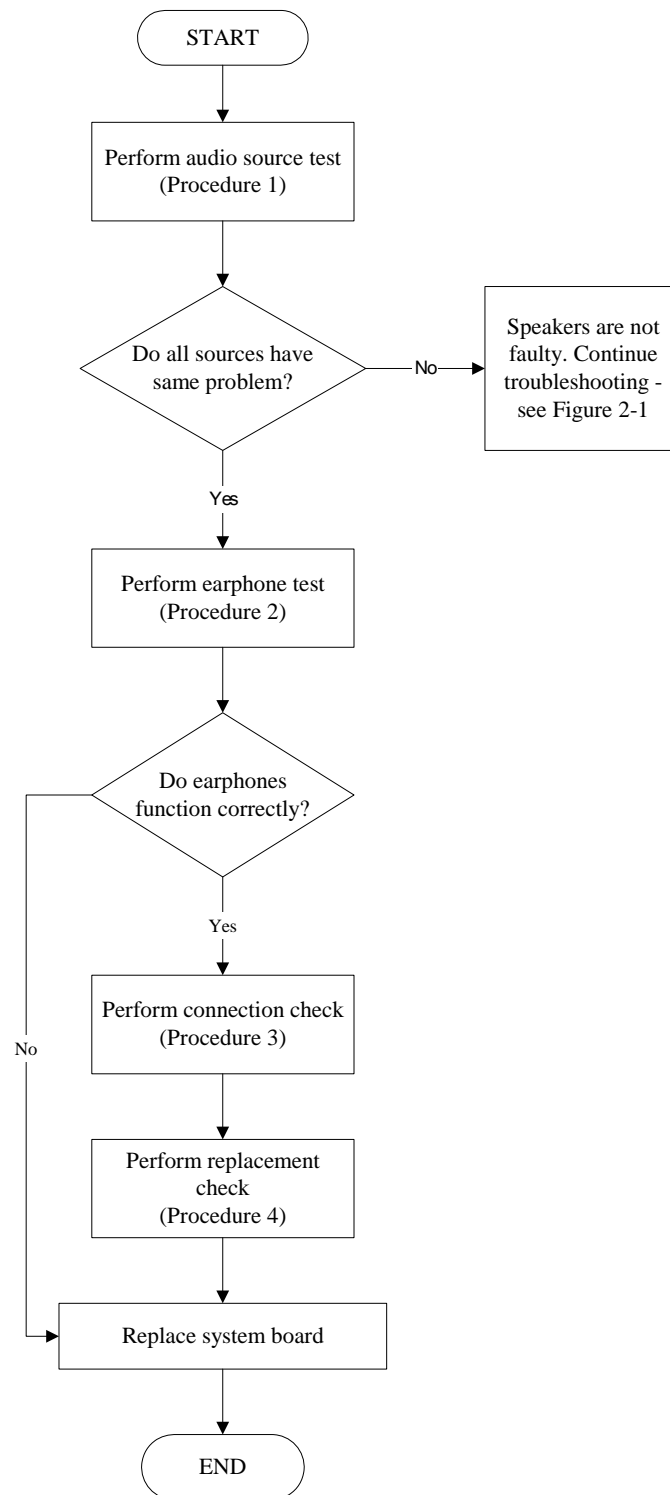 START
Perform audio source test
(Procedure 1)
Do all sources have
same problem?
No
Speakers are not
faulty. Continue
troubleshooting -
see Figure 2-1
Yes
Perform earphone test
(Procedure 2)
Do earphones
function correctly?
Yes
Perform connection check
(Procedure 3)
No
Perform replacement
check
(Procedure 4)
Replace system board
END